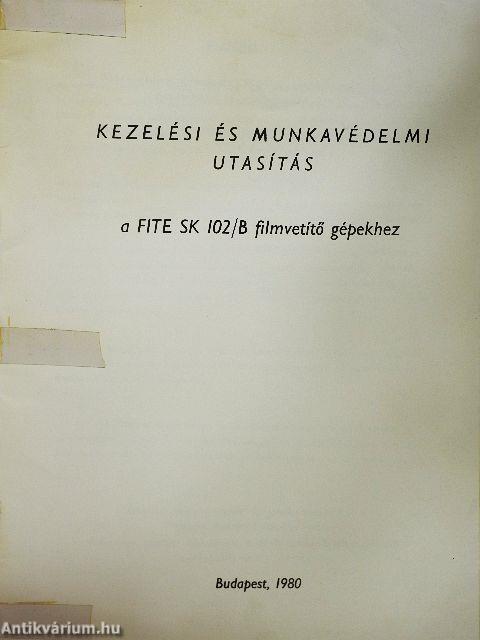 KEZELÉSI ÉS MUNKAVÉDELMI
UTASÍTÁS
a FITE SK 102/B filmvetítő gépekhez
Budapest, 1980
Antikvárium.hu